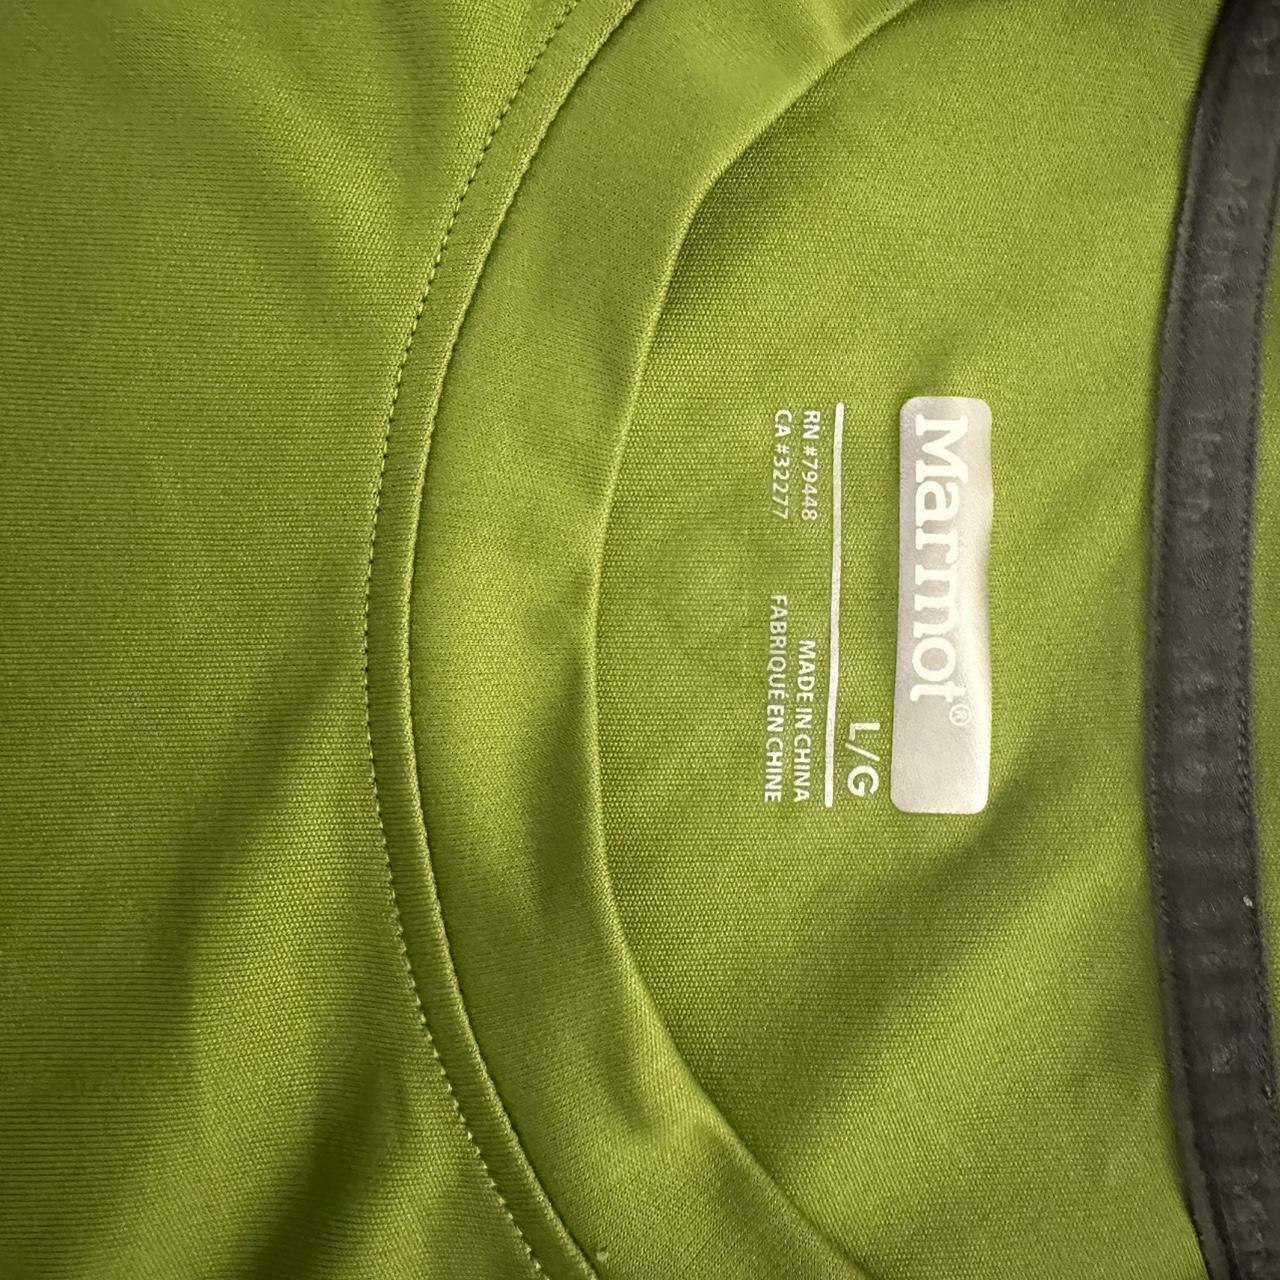 Marmot®
L/G
RN #79448
MADE IN CHINA
CA #32277
FABRIQUÉ EN CHINE